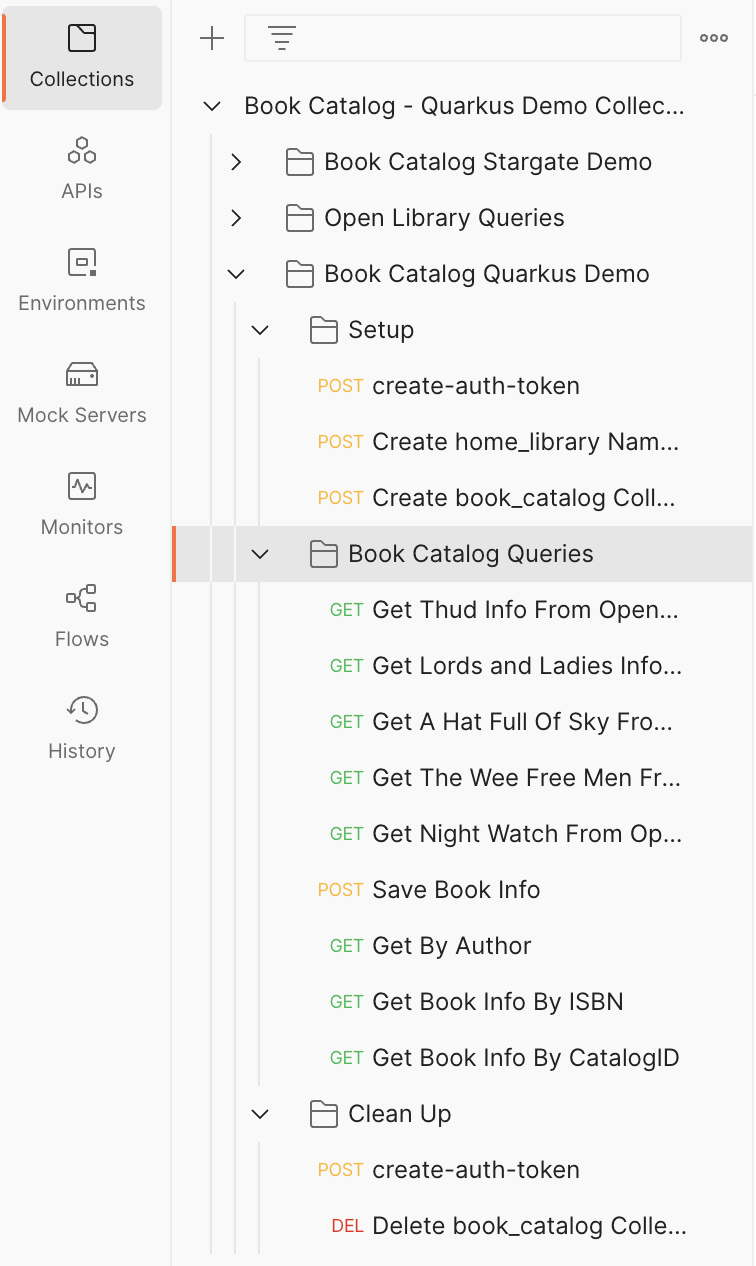 Collections
APIs
Environments
Mock Servers
Monitors
Flows
History
Book Catalog - Quarkus Demo Collec...
Book Catalog Stargate Demo
Open Library Queries
Book Catalog Quarkus Demo
Setup
POST create-auth-token
POST Create home_library Nam...
POST Create book_catalog Coll...
Book Catalog Queries
GET Get Thud Info From Open...
GET Get Lords and Ladies Info...
GET Get A Hat Full Of Sky Fro...
GET Get The Wee Free Men Fr...
GET Get Night Watch From Op...
POST Save Book Info
GET Get By Author
GET Get Book Info By ISBN
GET Get Book Info By CatalogID
Clean Up
POST create-auth-token
DEL Delete book_catalog Colle...